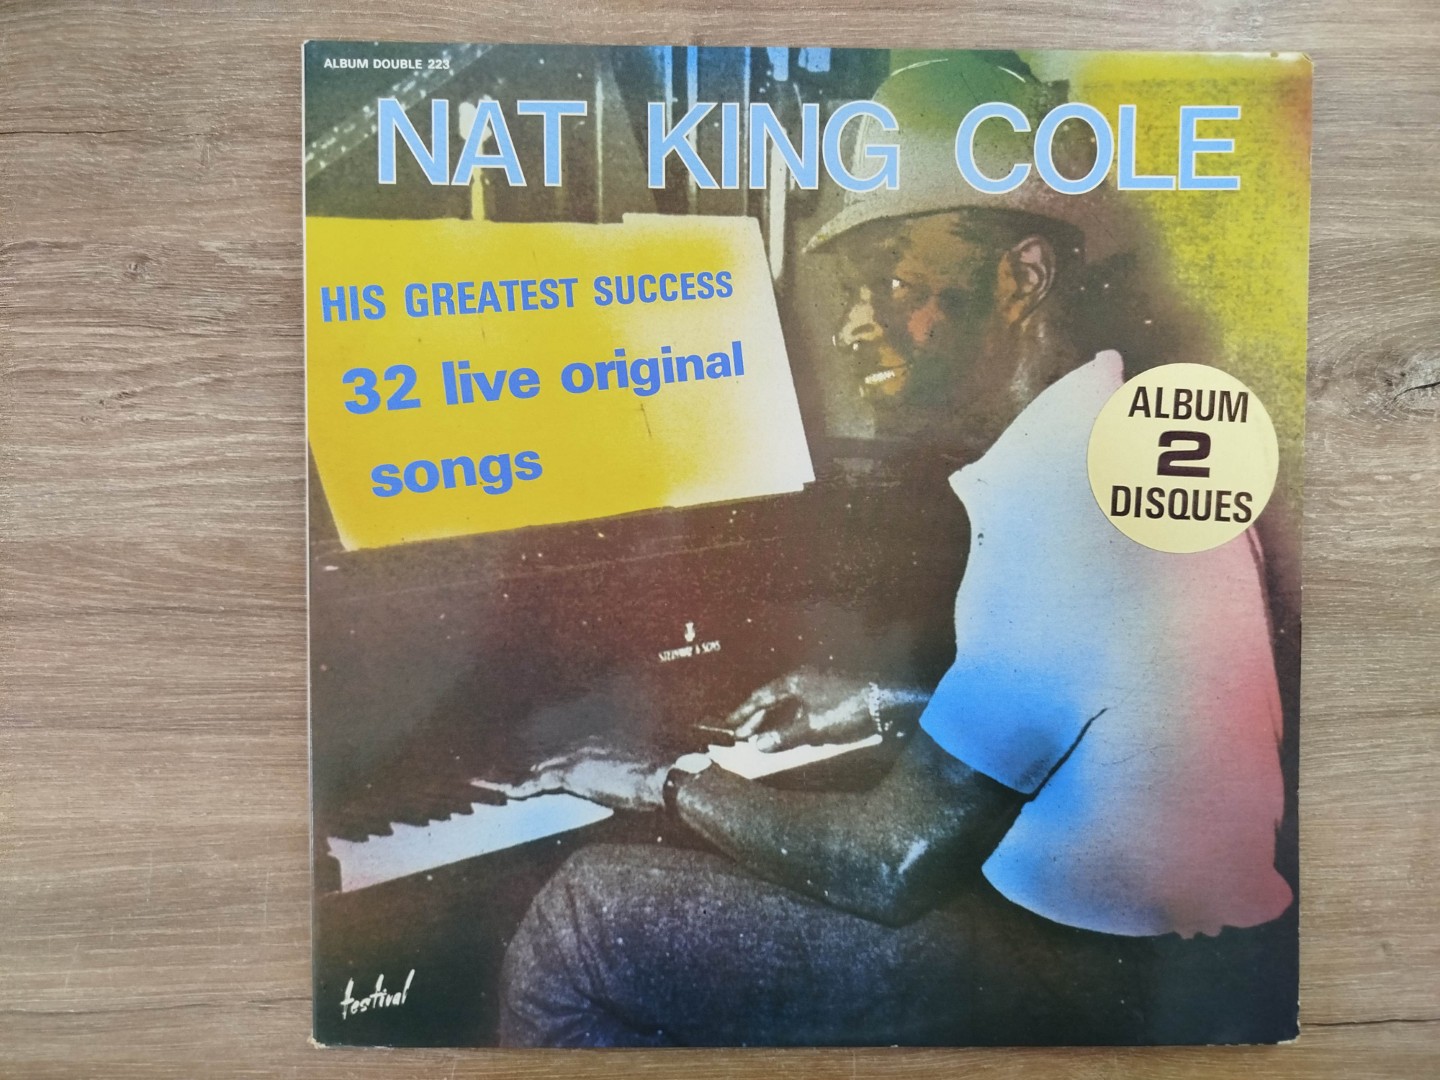 ALBUM DOUBLE 223
NAT KING COLE
HIS GREATEST SUCCESS
32 live original
songs
ALBUM
2
DISQUES
STEINWAY & SONS
festival